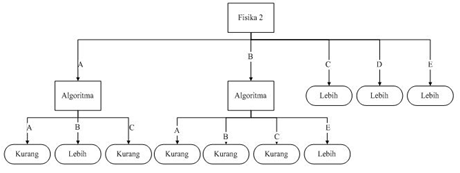 Fisika 2
A
B
C
D
E
Algoritma
Algoritma
Lebih
Lebih
Lebih
A
B
C
A
B
C
E
Kurang
Lebih
Kurang
Kurang
Kurang
Kurang
Lebih